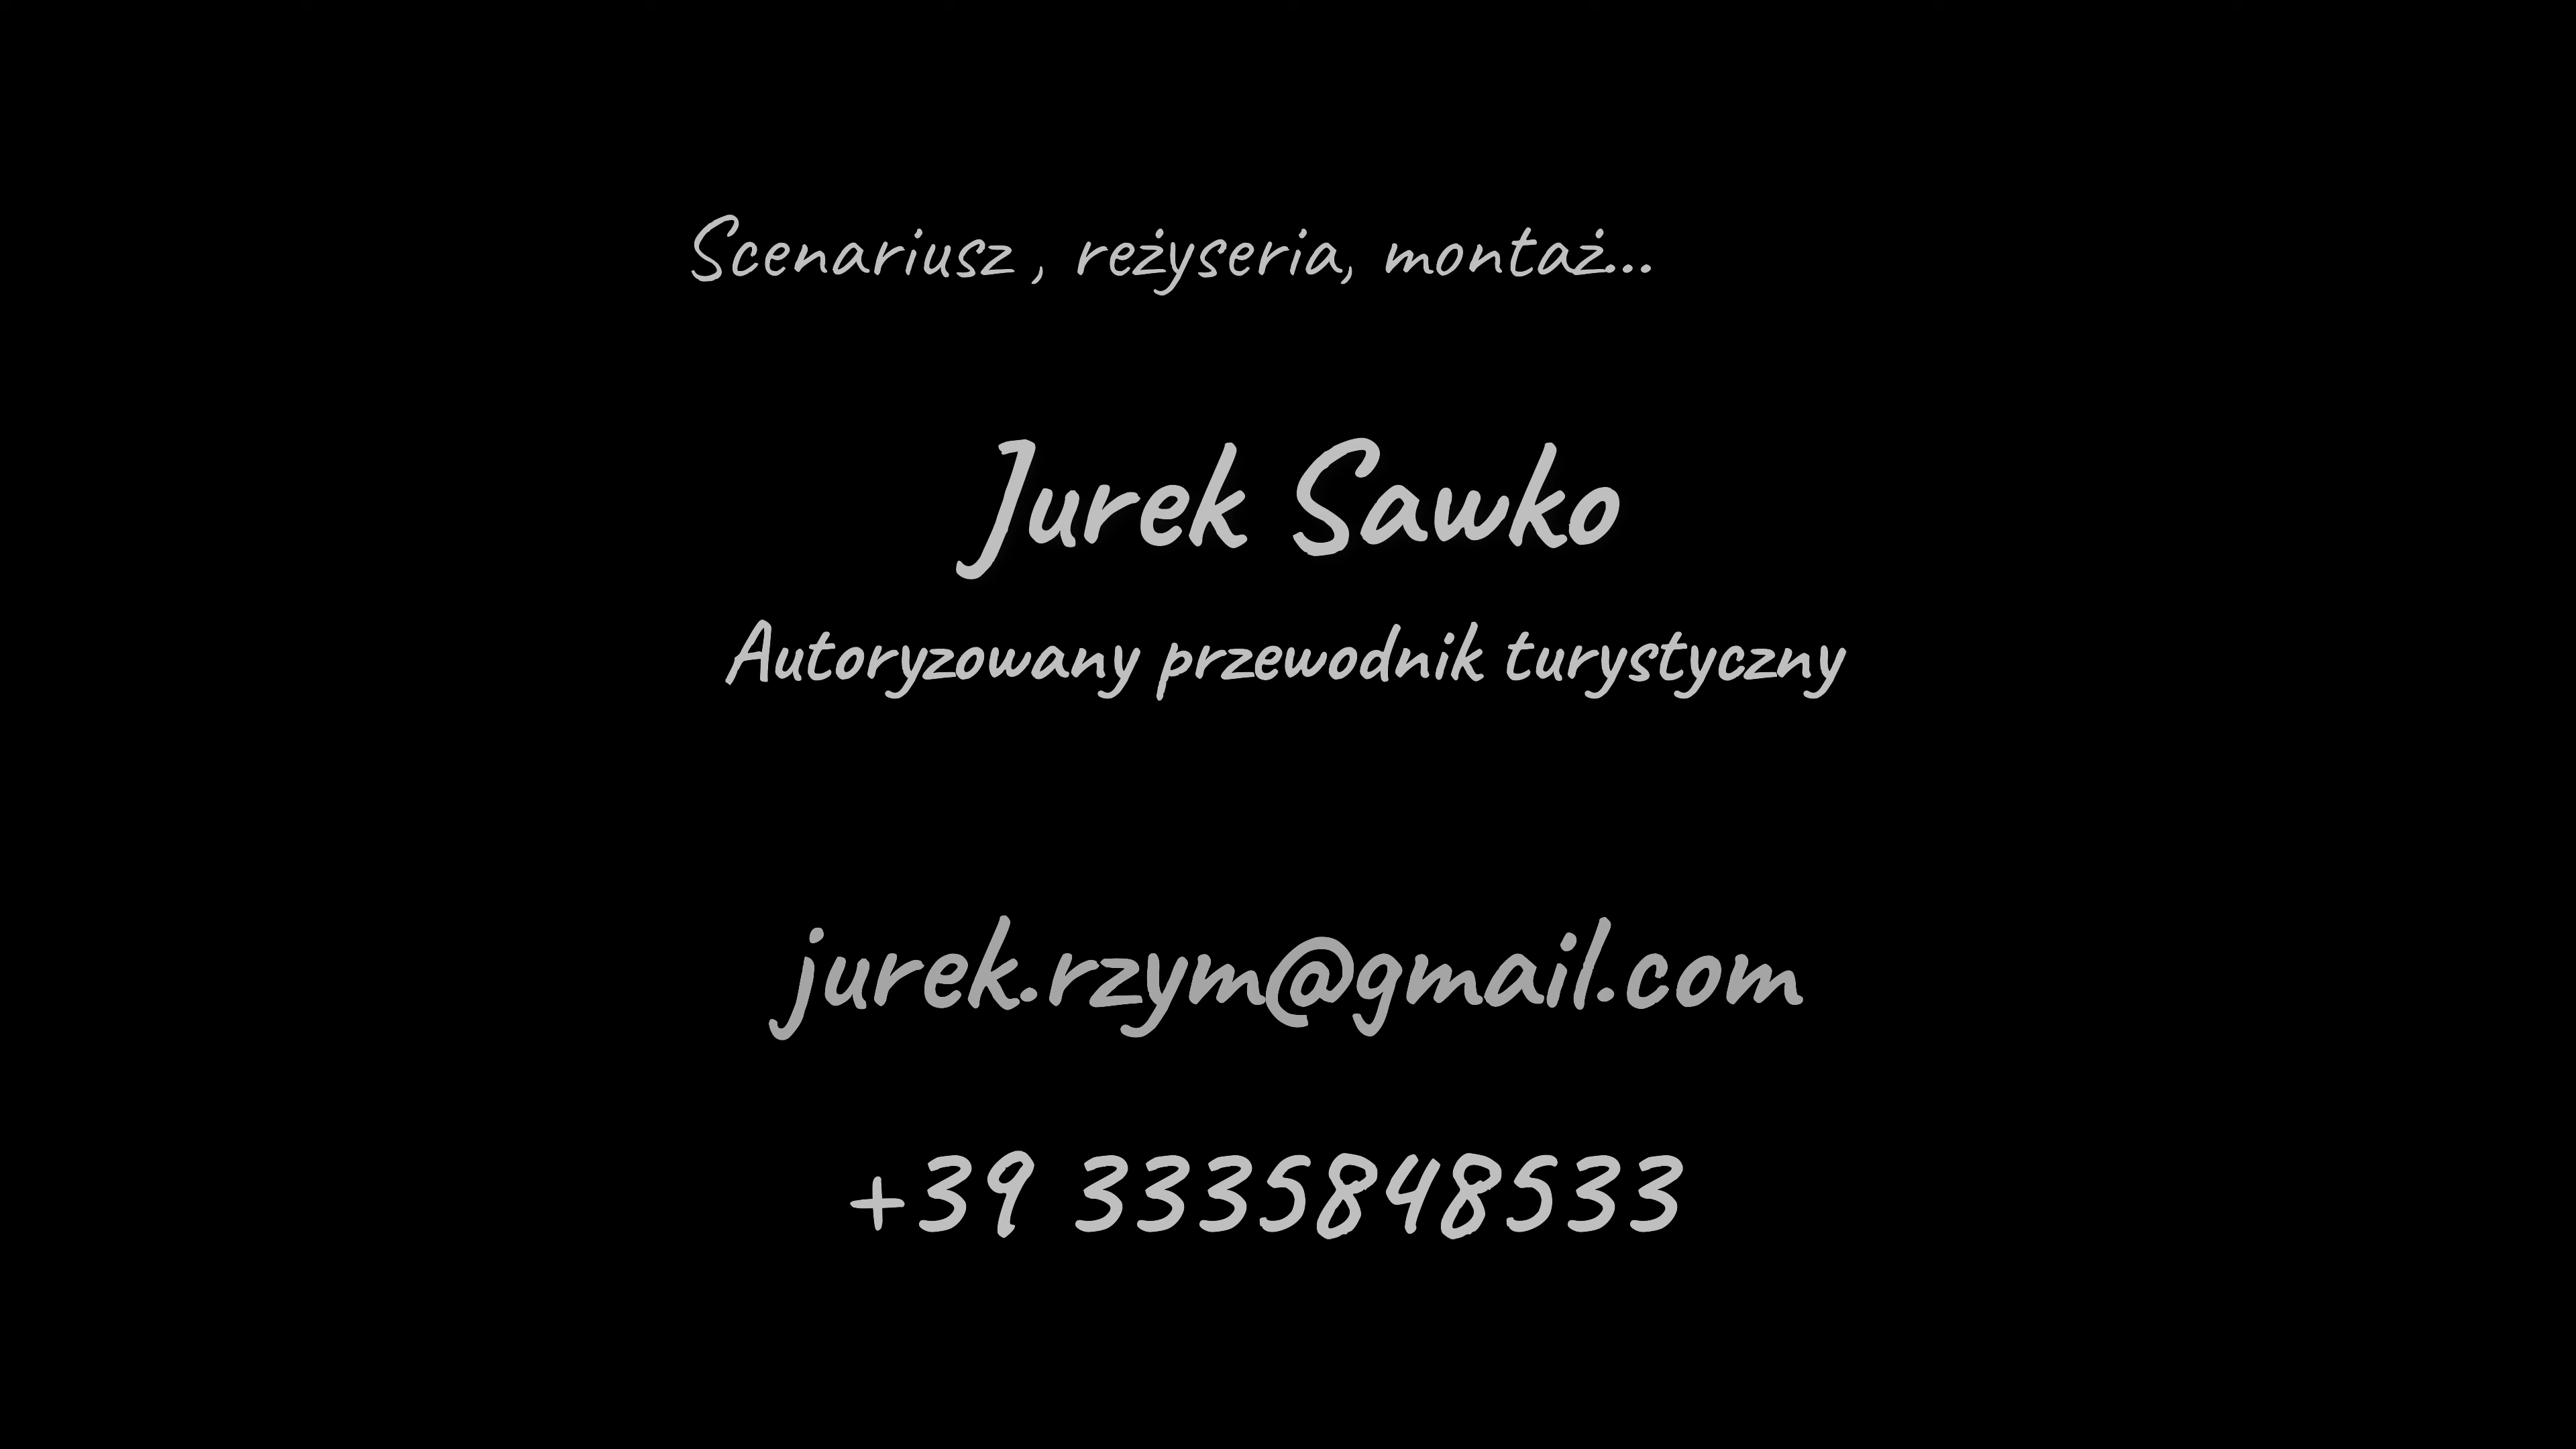 Scenariusz , reżyseria, montaż...
Jurek Sawko
Autoryzowany przewodnik turystyczny
jurek.rzym@gmail.com
+39 3335848533